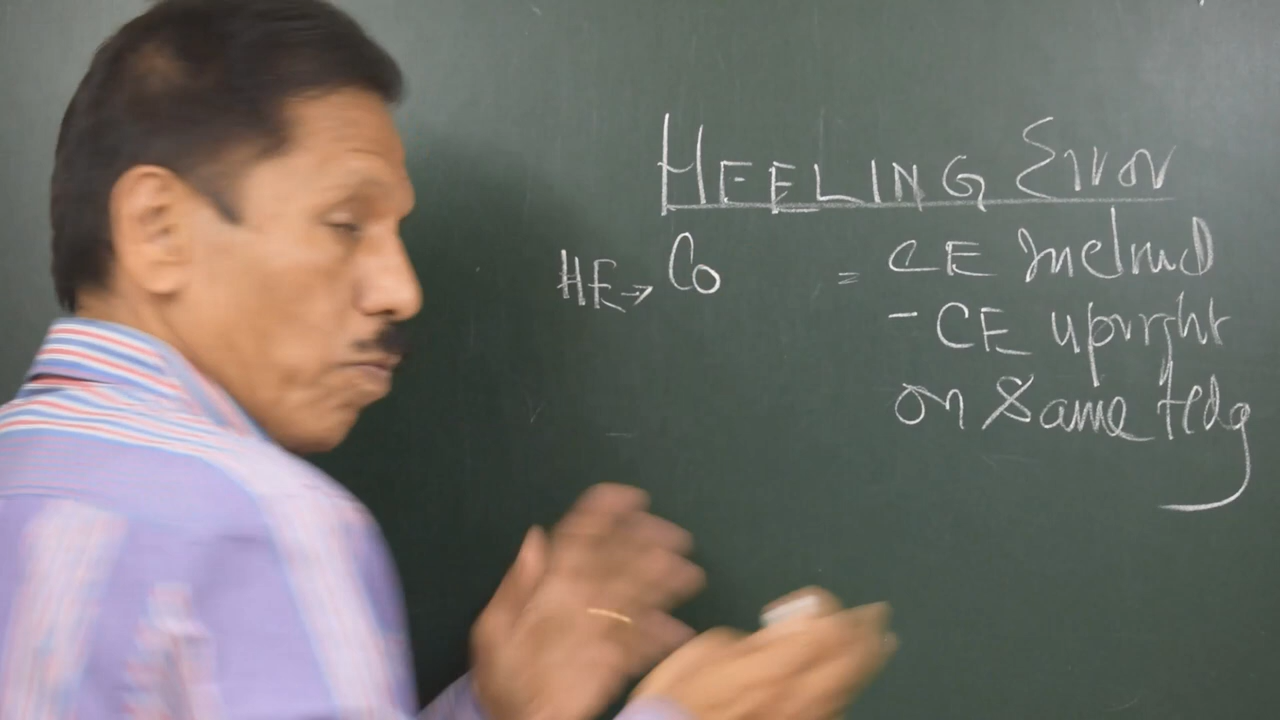 HEELING Error
HE → Co = CE inclined
- CE upright
on same Hdg